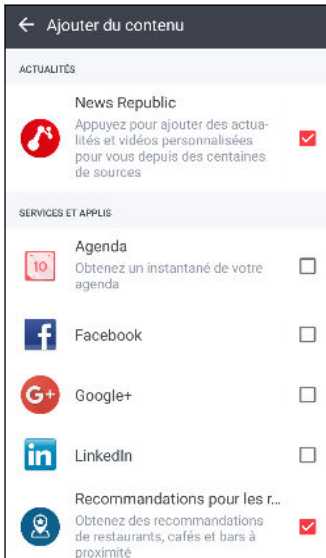 Ajouter du contenu
ACTUALITÉS
News Republic
Appuyez pour ajouter des actua-
lités et vidéos personnalisées
pour vous depuis des centaines
de sources
SERVICES ET APPLIS
Agenda
10
Obtenez un instantané de votre
agenda
Facebook
G+
Google+
in
LinkedIn
Recommandations pour les r...
Obtenez des recommandations
de restaurants, cafés et bars à
proximité